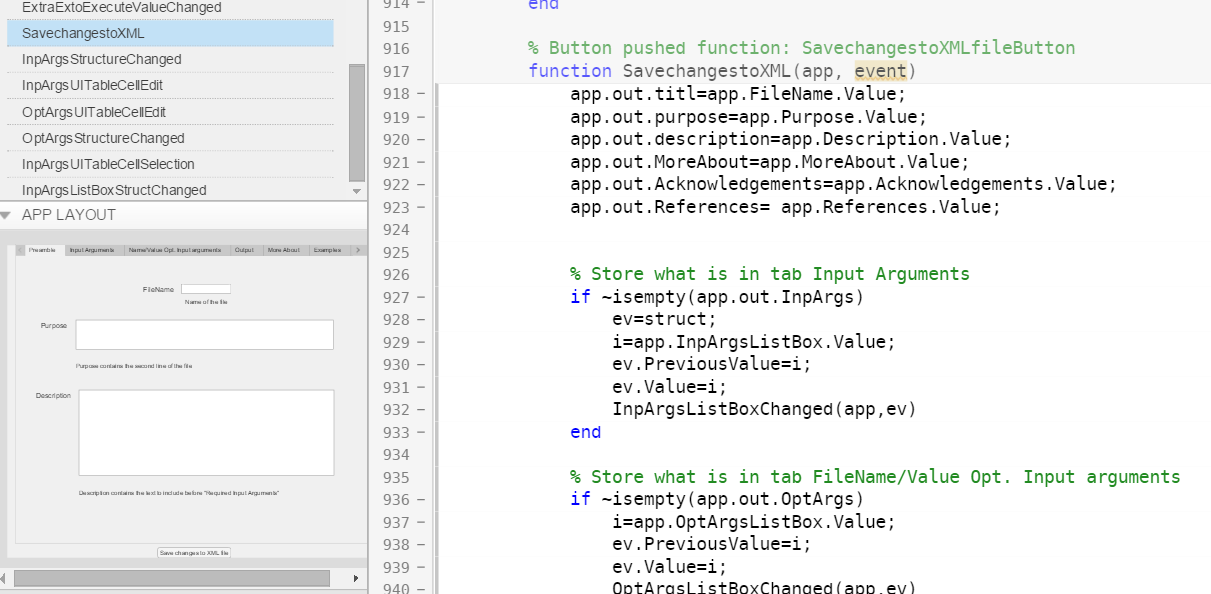 ExtraExtoExecuteValueChanged
SavechangestoXML
InpArgsStructureChanged
InpArgsUITableCellEdit
OptArgsUITableCellEdit
OptArgsStructureChanged
InpArgsUITableCellSelection
InpArgsListBoxStructChanged
APP LAYOUT
Preamble Input Arguments Name/Value Opt. Input arguments Output More About Examples
FileName
Name of the file
Purpose
Purpose contains the second line of the file
Description
Description contains the text to include before "Required Input Arguments"
Save changes to XML file
914 – end
915
916 % Button pushed function: SavechangestoXMLfileButton
917 function SavechangestoXML(app, event)
918 – app.out.titl=app.FileName.Value;
919 – app.out.purpose=app.Purpose.Value;
920 – app.out.description=app.Description.Value;
921 – app.out.MoreAbout=app.MoreAbout.Value;
922 – app.out.Acknowledgements=app.Acknowledgements.Value;
923 – app.out.References= app.References.Value;
924
925
926 % Store what is in tab Input Arguments
927 – if ~isempty(app.out.InpArgs)
928 – ev=struct;
929 – i=app.InpArgsListBox.Value;
930 – ev.PreviousValue=i;
931 – ev.Value=i;
932 – InpArgsListBoxChanged(app,ev)
933 – end
934
935 % Store what is in tab FileName/Value Opt. Input arguments
936 – if ~isempty(app.out.OptArgs)
937 – i=app.OptArgsListBox.Value;
938 – ev.PreviousValue=i;
939 – ev.Value=i;
940 – OptArgsListBoxChanged(app,ev)